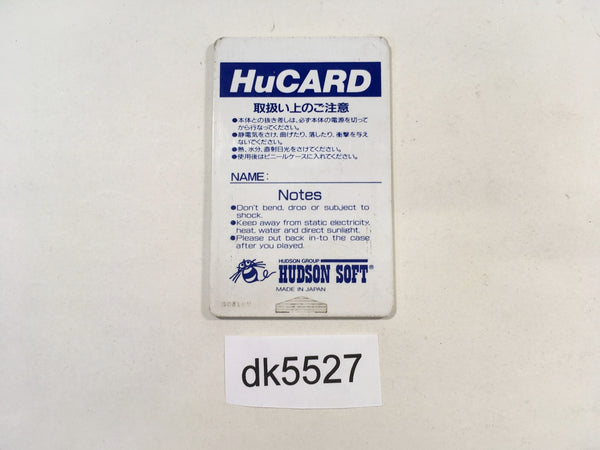 HuCARD
取扱い上のご注意
●本体との抜き差しは、必ず本体の電源を切って
から行なってください。
●静電気をさけ、曲げたり、落したり、衝撃を与え
ないでください。
●熱、水分、直射日光をさけてください。
●使用後はビニールケースに入れてください。
NAME:
Notes
●Don't bend, drop or subject to
shock.
●Keep away from static electricity,
heat, water and direct sunlight.
●Please put back in-to the case
after you played.
HUDSON GROUP
HUDSON SOFT®
MADE IN JAPAN
dk5527